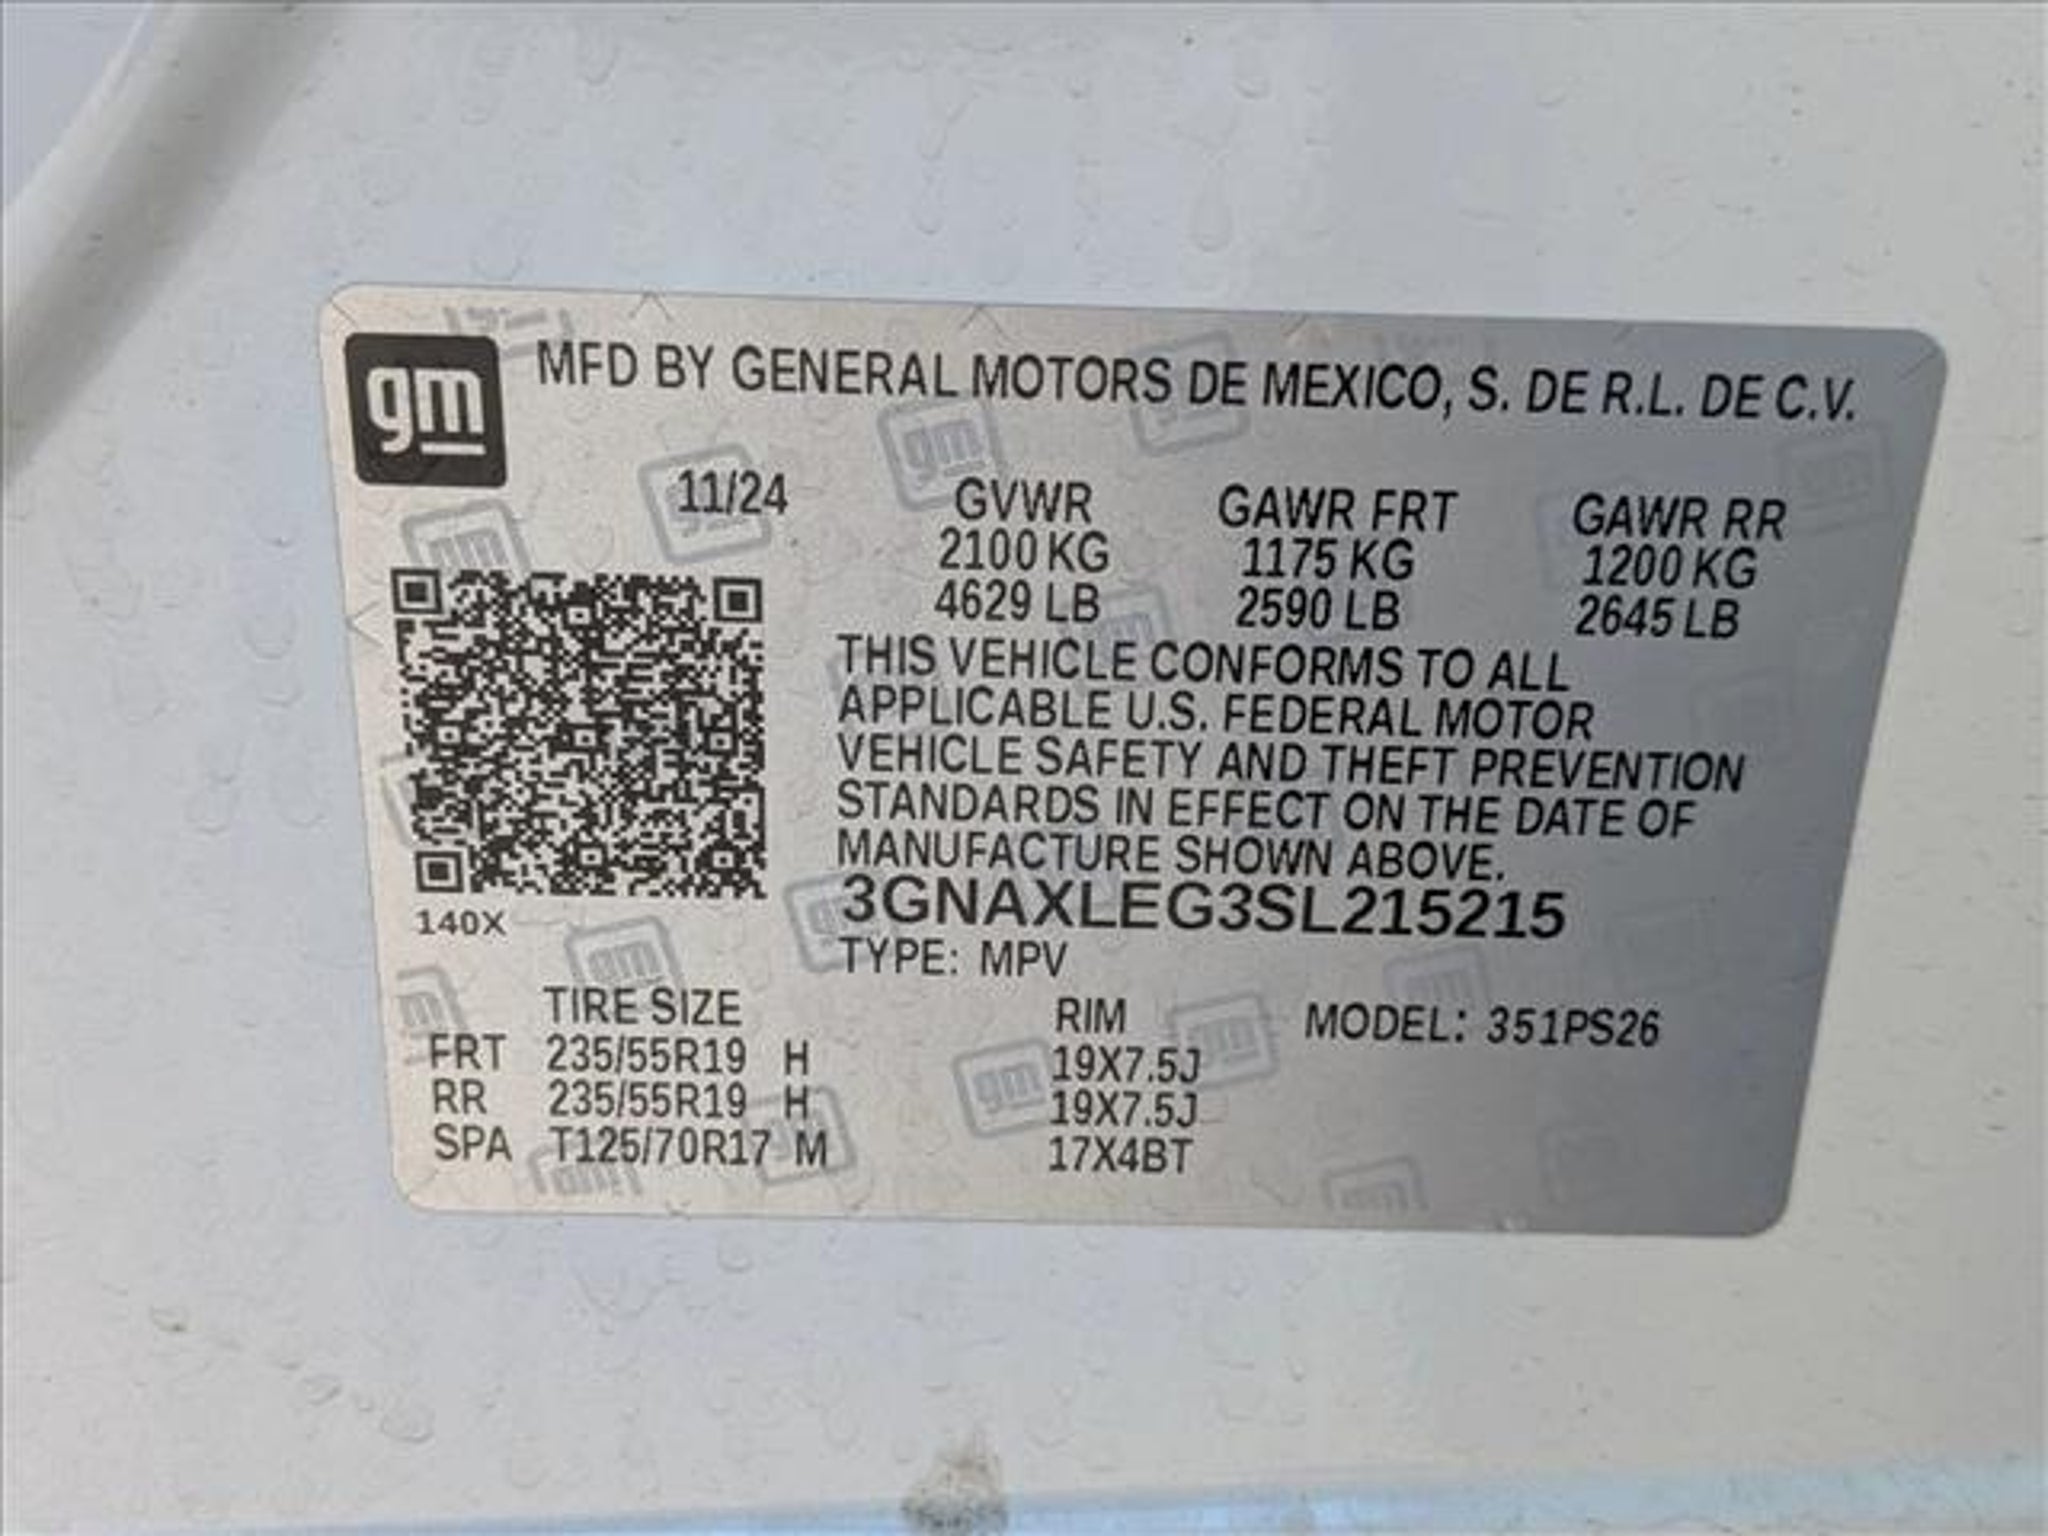 gm
MFD BY GENERAL MOTORS DE MEXICO, S. DE R.L. DE C.V.
11/24 GVWR GAWR FRT GAWR RR
2100 KG 1175 KG 1200 KG
4629 LB 2590 LB 2645 LB
THIS VEHICLE CONFORMS TO ALL
APPLICABLE U.S. FEDERAL MOTOR
VEHICLE SAFETY AND THEFT PREVENTION
STANDARDS IN EFFECT ON THE DATE OF
MANUFACTURE SHOWN ABOVE.
3GNAXLEG3SL215215
140X
TYPE: MPV
TIRE SIZE RIM MODEL: 351PS26
FRT 235/55R19 H 19X7.5J
RR 235/55R19 H 19X7.5J
SPA T125/70R17 M 17X4BT